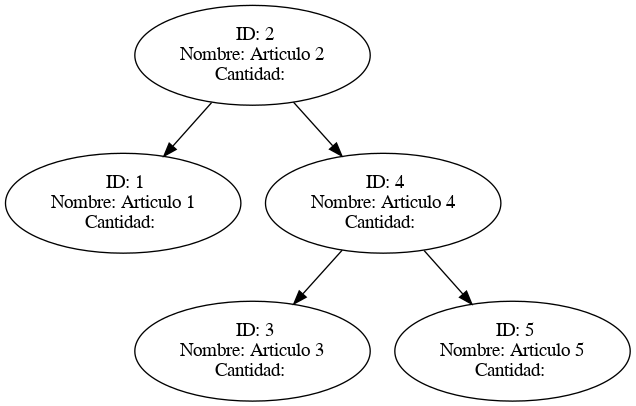 ID: 2
Nombre: Articulo 2
Cantidad:
ID: 1
Nombre: Articulo 1
Cantidad:
ID: 4
Nombre: Articulo 4
Cantidad:
ID: 3
Nombre: Articulo 3
Cantidad:
ID: 5
Nombre: Articulo 5
Cantidad: